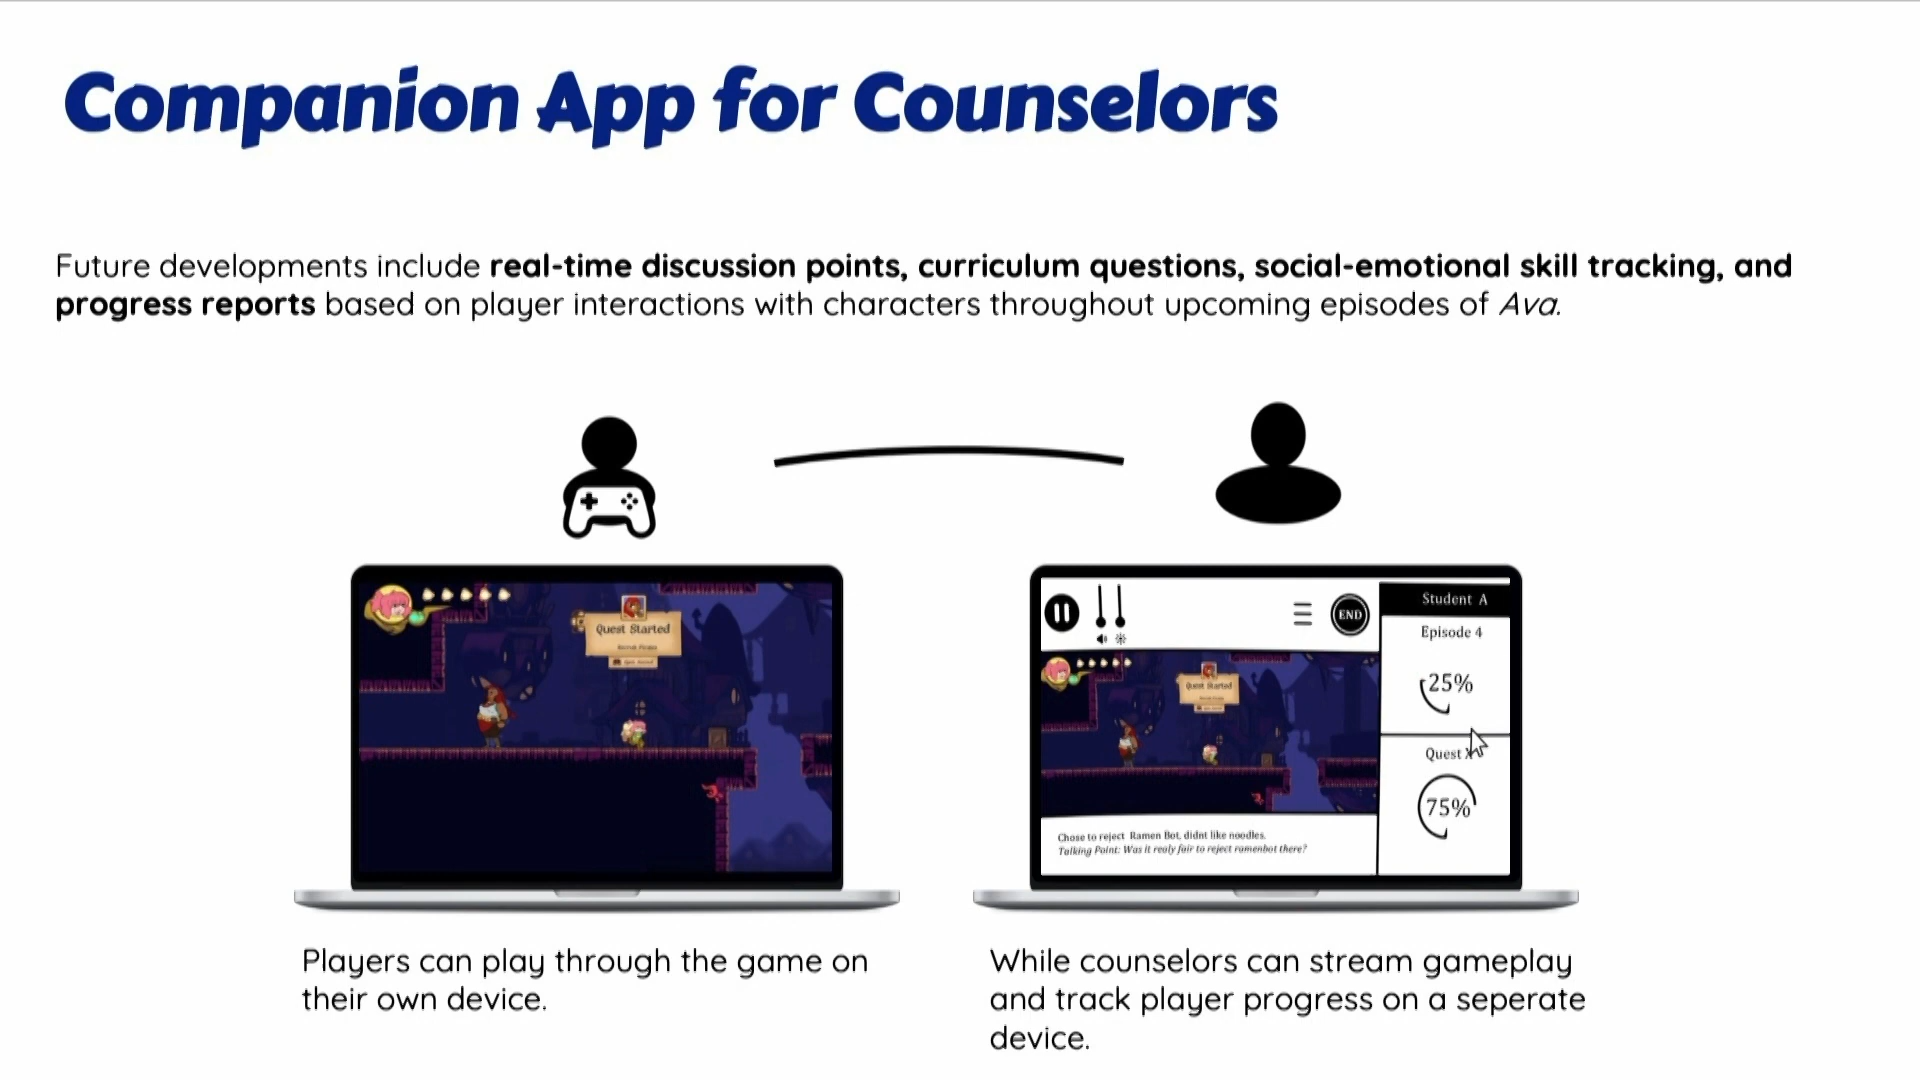 Companion App for Counselors
Future developments include real-time discussion points, curriculum questions, social-emotional skill tracking, and
progress reports based on player interactions with characters throughout upcoming episodes of Ava.
Quest Started
END
Student A
Episode 4
25%
Quest Started
Quest
75%
Chose to reject Ramen Bot, didnt like noodles.
Talking Point: Was it realy fair to reject ramenbot there?
Players can play through the game on
their own device.
While counselors can stream gameplay
and track player progress on a seperate
device.